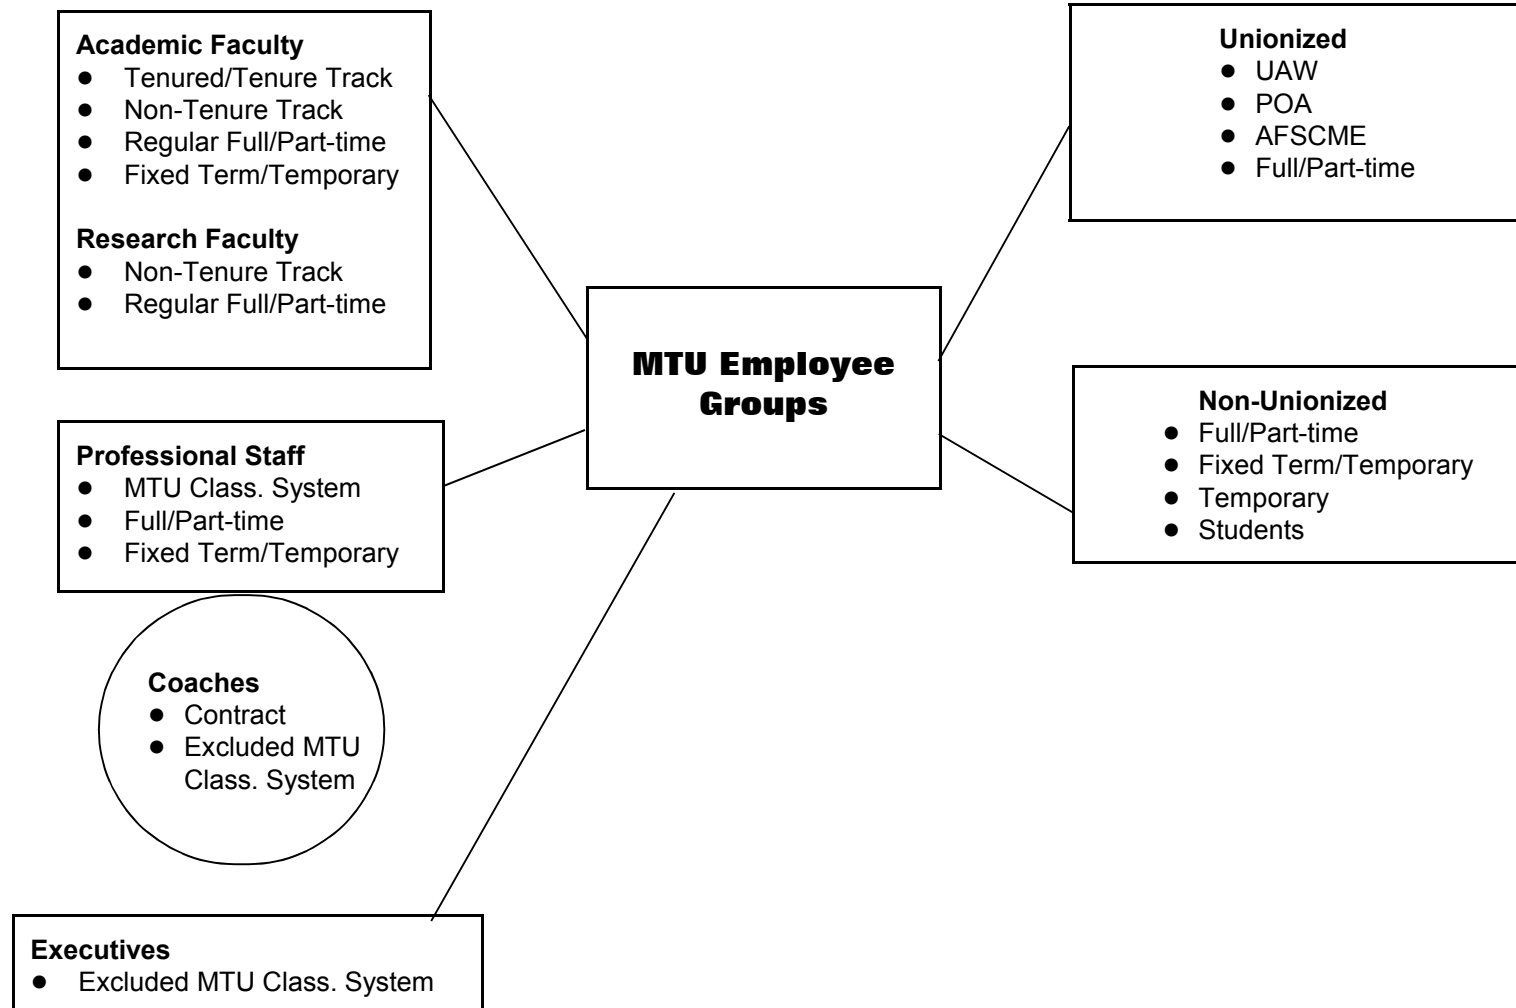 Academic Faculty
● Tenured/Tenure Track
● Non-Tenure Track
● Regular Full/Part-time
● Fixed Term/Temporary
Research Faculty
● Non-Tenure Track
● Regular Full/Part-time
Professional Staff
● MTU Class. System
● Full/Part-time
● Fixed Term/Temporary
Coaches
● Contract
● Excluded MTU
Class. System
Executives
● Excluded MTU Class. System
MTU Employee
Groups
Unionized
● UAW
● POA
● AFSCME
● Full/Part-time
Non-Unionized
● Full/Part-time
● Fixed Term/Temporary
● Temporary
● Students